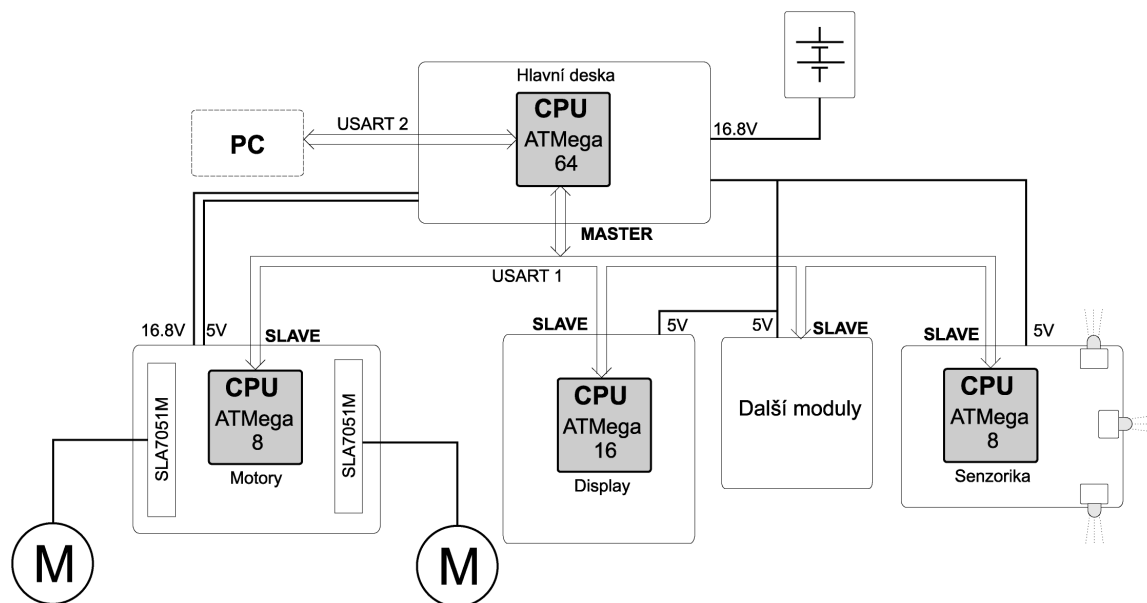 Hlavní deska
CPU
ATMega
64
PC
USART 2
16.8V
MASTER
USART 1
16.8V
5V
SLAVE
SLA7051M
CPU
ATMega
8
Motory
SLA7051M
M
M
SLAVE
5V
CPU
ATMega
16
Display
5V
SLAVE
Další moduly
SLAVE
5V
CPU
ATMega
8
Senzorika